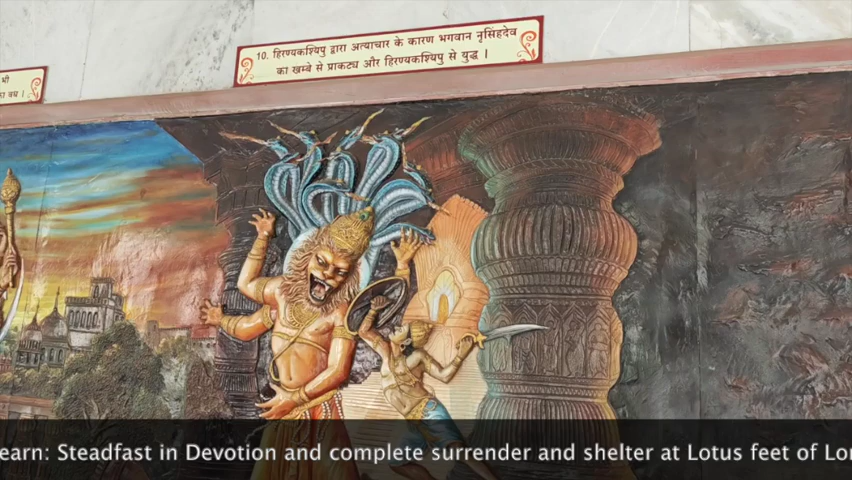 10. हिरण्यकशिपु द्वारा अत्याचार के कारण भगवान नृसिंहदेव
का खम्बे से प्राकट्य और हिरण्यकशिपु से युद्ध ।
भी
वध ।
earn: Steadfast in Devotion and complete surrender and shelter at Lotus feet of Lor